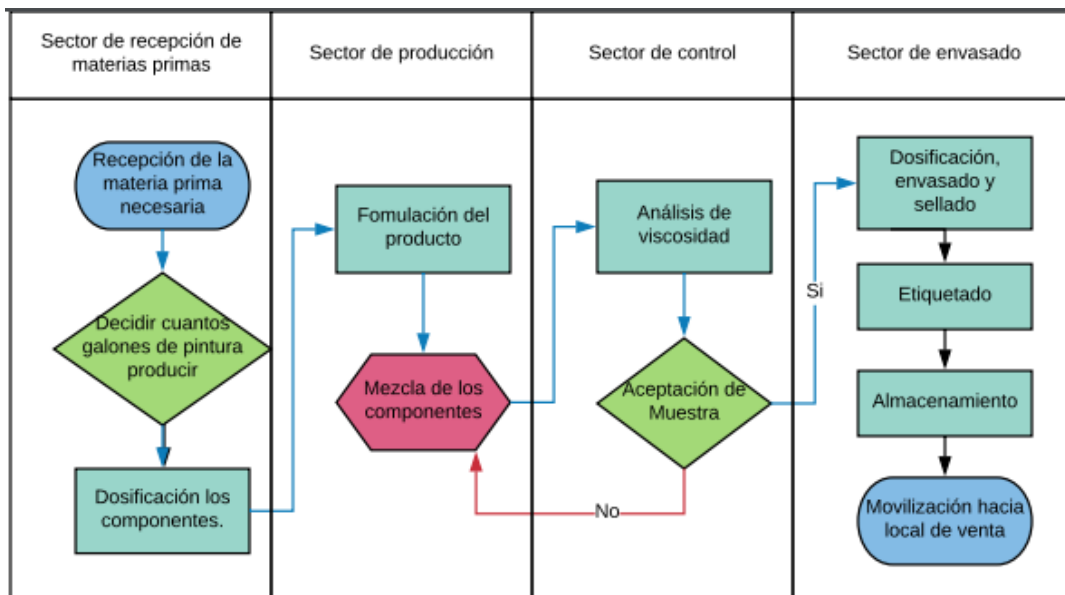 Sector de recepción de
materias primas
Sector de producción
Sector de control
Sector de envasado
Recepción de la
materia prima
necesaria
Decidir cuantos
galones de pintura
producir
Dosificación los
componentes.
Fomulación del
producto
Mezcla de los
componentes
Análisis de
viscosidad
Aceptación de
Muestra
No
Si
Dosificación,
envasado y
sellado
Etiquetado
Almacenamiento
Movilización hacia
local de venta